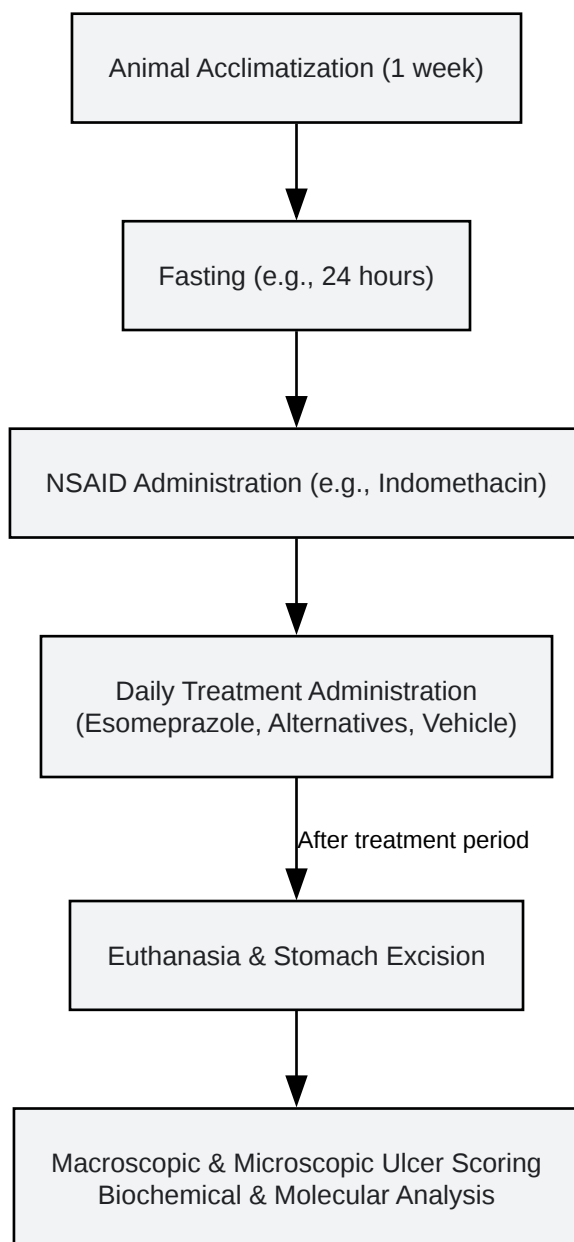 Animal Acclimatization (1 week)
Fasting (e.g., 24 hours)
NSAID Administration (e.g., Indomethacin)
Daily Treatment Administration
(Esomeprazole, Alternatives, Vehicle)
After treatment period
Euthanasia & Stomach Excision
Macroscopic & Microscopic Ulcer Scoring
Biochemical & Molecular Analysis